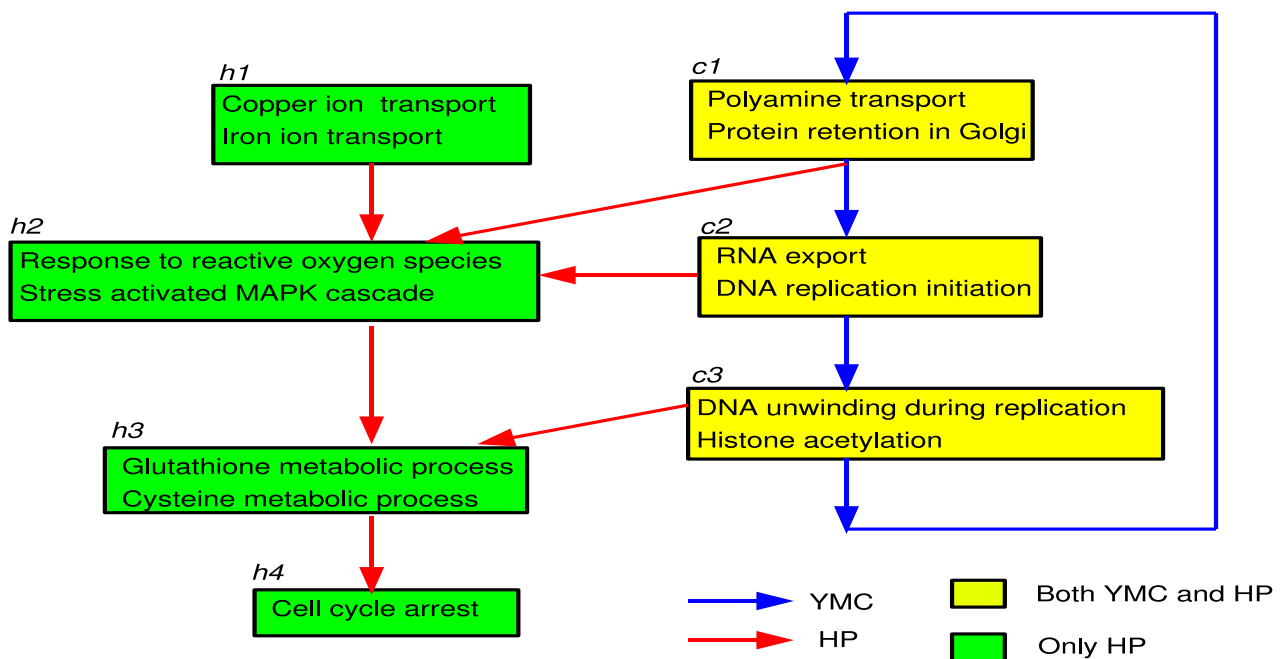 h1
Copper ion transport
Iron ion transport
c1
Polyamine transport
Protein retention in Golgi
h2
Response to reactive oxygen species
Stress activated MAPK cascade
c2
RNA export
DNA replication initiation
c3
DNA unwinding during replication
Histone acetylation
h3
Glutathione metabolic process
Cysteine metabolic process
h4
Cell cycle arrest
YMC
HP
Both YMC and HP
Only HP